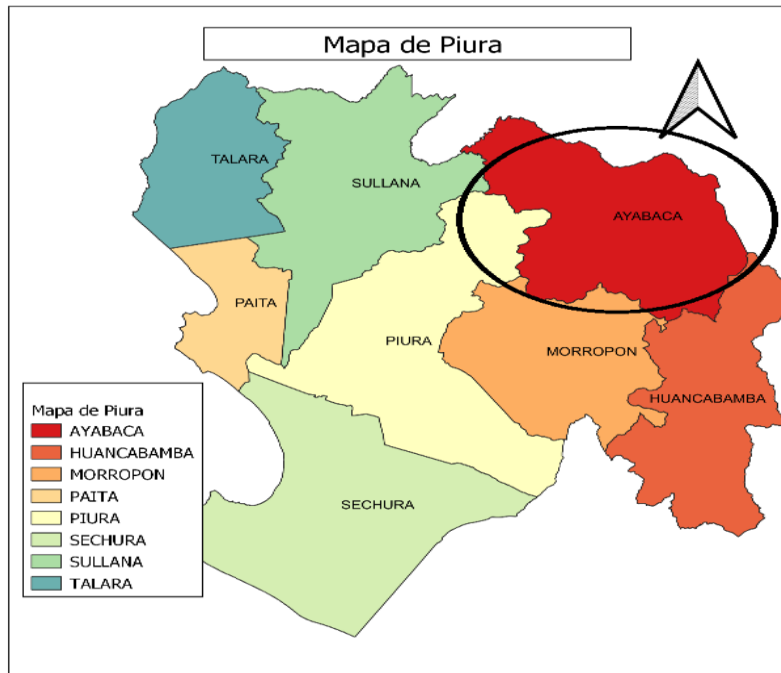 Mapa de Piura
TALARA
SULLANA
AYABACA
PAITA
PIURA
MORROPON
HUANCABAMBA
SECHURA
Mapa de Piura
AYABACA
HUANCABAMBA
MORROPON
PAITA
PIURA
SECHURA
SULLANA
TALARA